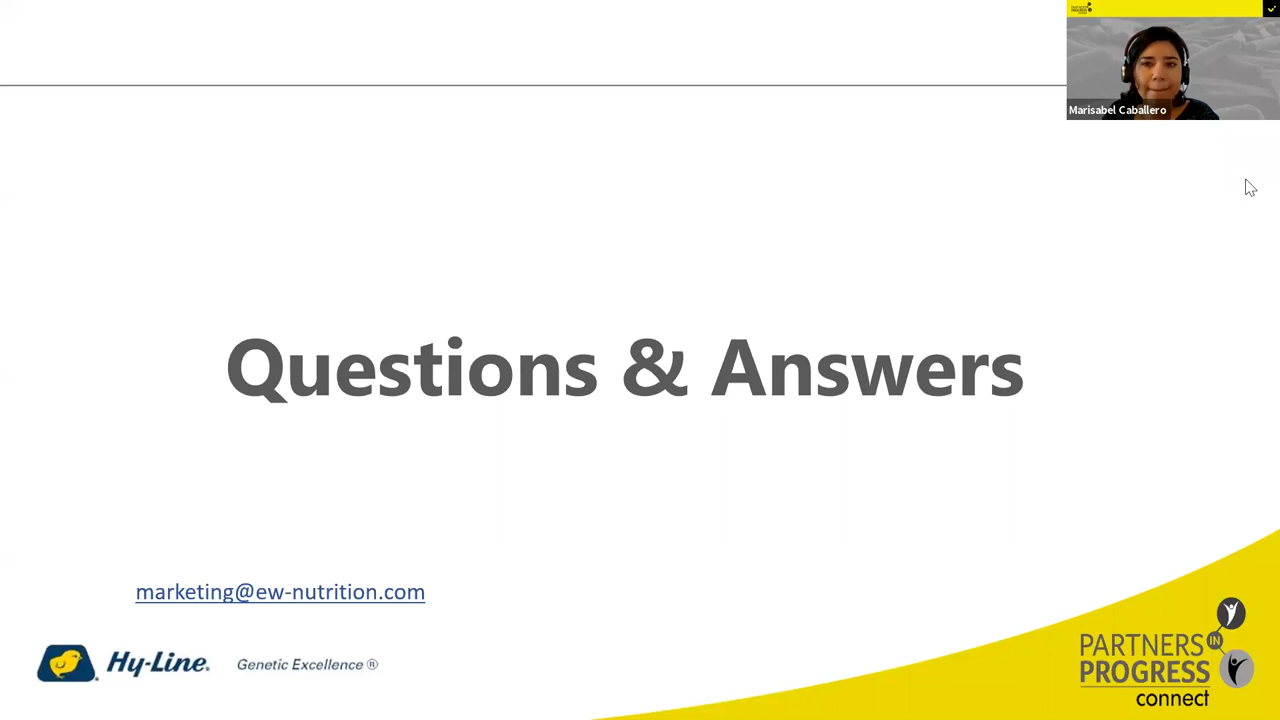 Marisabel Caballero
Questions & Answers
marketing@ew-nutrition.com
Hy-Line®
Genetic Excellence ®
PARTNERS IN
PROGRESS
connect